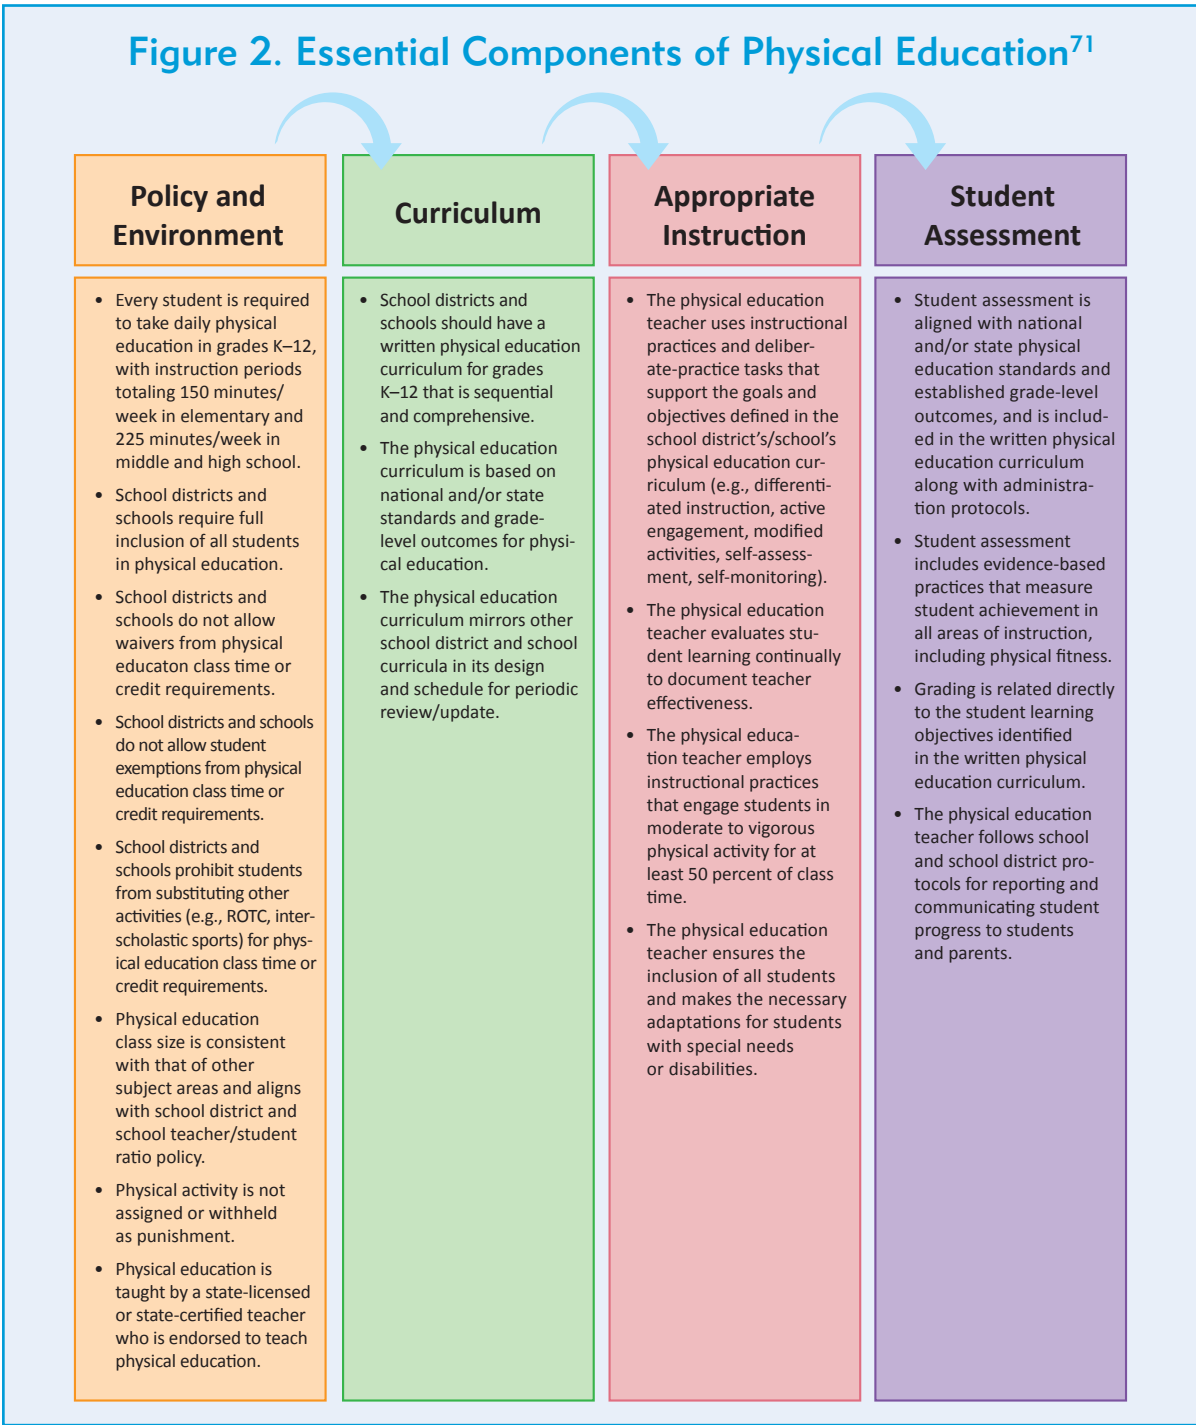 Figure 2. Essential Components of Physical Education71
Policy and
Environment
• Every student is required
to take daily physical
education in grades K–12,
with instruction periods
totaling 150 minutes/
week in elementary and
225 minutes/week in
middle and high school.
• School districts and
schools require full
inclusion of all students
in physical education.
• School districts and
schools do not allow
waivers from physical
educaton class time or
credit requirements.
• School districts and schools
do not allow student
exemptions from physical
education class time or
credit requirements.
• School districts and
schools prohibit students
from substituting other
activities (e.g., ROTC, inter-
scholastic sports) for phys-
ical education class time or
credit requirements.
• Physical education
class size is consistent
with that of other
subject areas and aligns
with school district and
school teacher/student
ratio policy.
• Physical activity is not
assigned or withheld
as punishment.
• Physical education is
taught by a state-licensed
or state-certified teacher
who is endorsed to teach
physical education.
Curriculum
• School districts and
schools should have a
written physical education
curriculum for grades
K–12 that is sequential
and comprehensive.
• The physical education
curriculum is based on
national and/or state
standards and grade-
level outcomes for physi-
cal education.
• The physical education
curriculum mirrors other
school district and school
curricula in its design
and schedule for periodic
review/update.
Appropriate
Instruction
• The physical education
teacher uses instructional
practices and deliber-
ate-practice tasks that
support the goals and
objectives defined in the
school district's/school's
physical education cur-
riculum (e.g., differenti-
ated instruction, active
engagement, modified
activities, self-assess-
ment, self-monitoring).
• The physical education
teacher evaluates stu-
dent learning continually
to document teacher
effectiveness.
• The physical educa-
tion teacher employs
instructional practices
that engage students in
moderate to vigorous
physical activity for at
least 50 percent of class
time.
• The physical education
teacher ensures the
inclusion of all students
and makes the necessary
adaptations for students
with special needs
or disabilities.
Student
Assessment
• Student assessment is
aligned with national
and/or state physical
education standards and
established grade-level
outcomes, and is includ-
ed in the written physical
education curriculum
along with administra-
tion protocols.
• Student assessment
includes evidence-based
practices that measure
student achievement in
all areas of instruction,
including physical fitness.
• Grading is related directly
to the student learning
objectives identified
in the written physical
education curriculum.
• The physical education
teacher follows school
and school district pro-
tocols for reporting and
communicating student
progress to students
and parents.